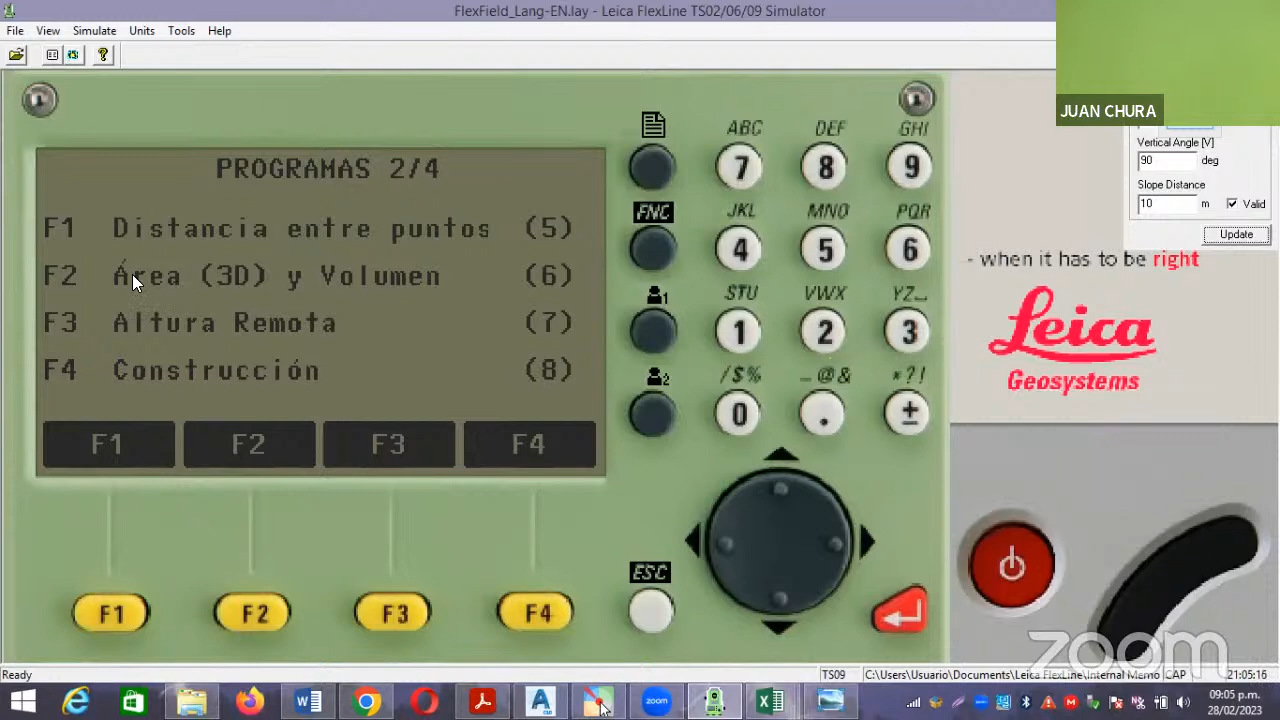 FlexField_Lang-EN.lay - Leica FlexLine TS02/06/09 Simulator
File View Simulate Units Tools Help
JUAN CHURA
Vertical Angle [V]
90 deg
Slope Distance
10 m Valid
Update
PROGRAMAS 2/4
F1 Distancia entre puntos (5)
F2 Área (3D) y Volumen (6)
F3 Altura Remota (7)
F4 Construcción (8)
F1 F2 F3 F4
ABC DEF GHI
7 8 9
FNC JKL MNO PQR
4 5 6
1 STU VWX YZ_
1 2 3
2 /$% _@& *?!
0 . ±
ESC
F1 F2 F3 F4
- when it has to be right
Leica
Geosystems
zoom
Ready TS09 C:\Users\Usuario\Documents\Leica FlexLine\Internal Memo CAP 21:05:16
zoom
09:05 p.m.
28/02/2023